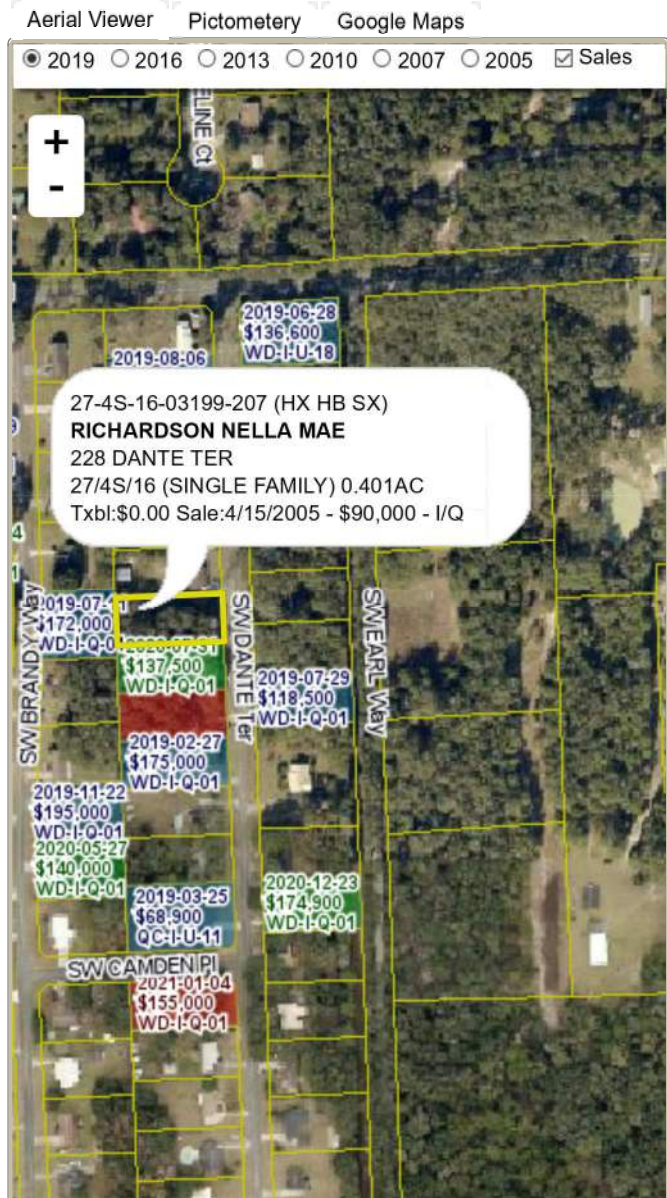 Aerial Viewer Pictometery Google Maps
2019 2016 2013 2010 2007 2005 Sales
+
-
ELINE Ct
2019-06-28
$136,600
WD-I-U-18
2019-08-06
27-4S-16-03199-207 (HX HB SX)
RICHARDSON NELLA MAE
228 DANTE TER
27/4S/16 (SINGLE FAMILY) 0.401AC
Txbl:$0.00 Sale:4/15/2005 - $90,000 - I/Q
9
4
1
SW BRANDY Way
$172,000
WD-I-Q-0
SW DANTE Ter
SW EARL Way
$137,500
WD-I-Q-01
2019-07-29
$118,500
WD-I-Q-01
2019-02-27
$175,000
WD-I-Q-01
2019-11-22
$195,000
WD-I-Q-01
2020-05-27
$140,000
WD-I-Q-01
2019-03-25
$68,900
QC-I-U-11
2020-12-23
$174,900
WD-I-Q-01
SW CAMDEN Pl
2021-01-04
$155,000
WD-I-Q-01